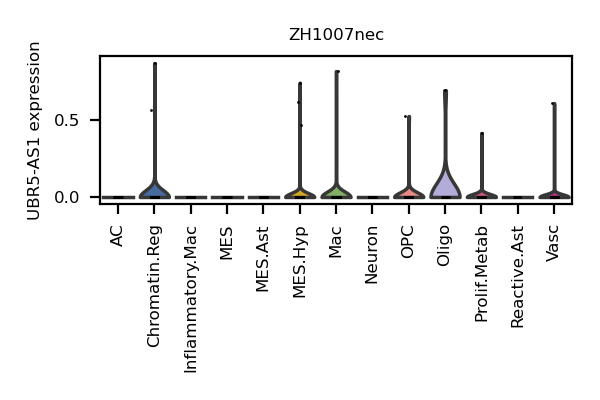 ZH1007nec
UBR5-AS1 expression
0.5
0.0
AC
Chromatin.Reg
Inflammatory.Mac
MES
MES.Ast
MES.Hyp
Mac
Neuron
OPC
Oligo
Prolif.Metab
Reactive.Ast
Vasc